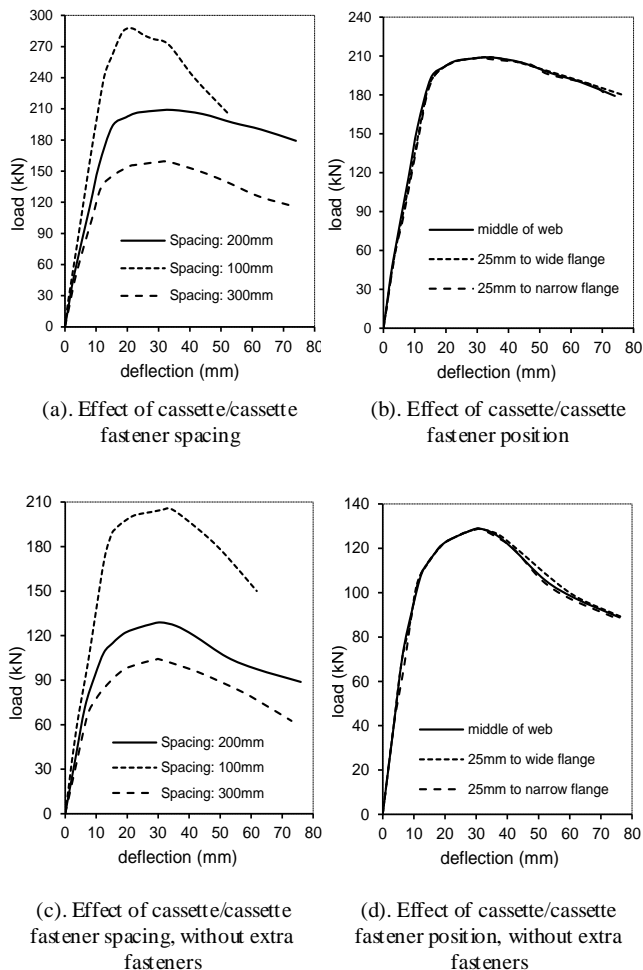 300
270
240
210
180
150
120
90
60
30
0
load (kN)
Spacing: 200mm
Spacing: 100mm
Spacing: 300mm
0 10 20 30 40 50 60 70 80
deflection (mm)
(a). Effect of cassette/cassette
fastener spacing
240
210
180
150
120
90
60
30
0
load (kN)
middle of web
25mm to wide flange
25mm to narrow flange
0 10 20 30 40 50 60 70 80
deflection (mm)
(b). Effect of cassette/cassette
fastener position
210
180
150
120
90
60
30
0
load (kN)
Spacing: 200mm
Spacing: 100mm
Spacing: 300mm
0 10 20 30 40 50 60 70 80
deflection (mm)
(c). Effect of cassette/cassette
fastener spacing, without extra
fasteners
140
120
100
80
60
40
20
0
load (kN)
middle of web
25mm to wide flange
25mm to narrow flange
0 10 20 30 40 50 60 70 80
deflection (mm)
(d). Effect of cassette/cassette
fastener position, without extra
fasteners